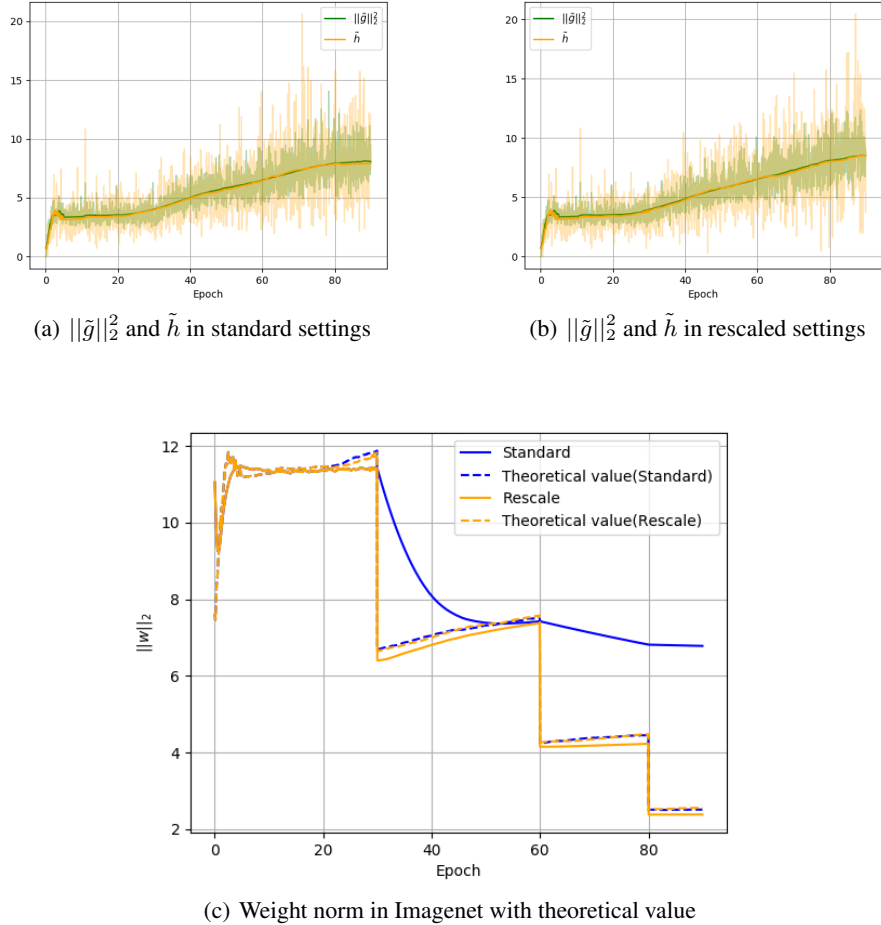 20
15
10
5
0
0 20 40 60 80
Epoch
||g̃||₂²
h̃
(a) ||g̃||₂² and h̃ in standard settings
20
15
10
5
0
0 20 40 60 80
Epoch
||g̃||₂²
h̃
(b) ||g̃||₂² and h̃ in rescaled settings
||w||₂
12
10
8
6
4
2
Standard
Theoretical value(Standard)
Rescale
Theoretical value(Rescale)
0 20 40 60 80
Epoch
(c) Weight norm in Imagenet with theoretical value